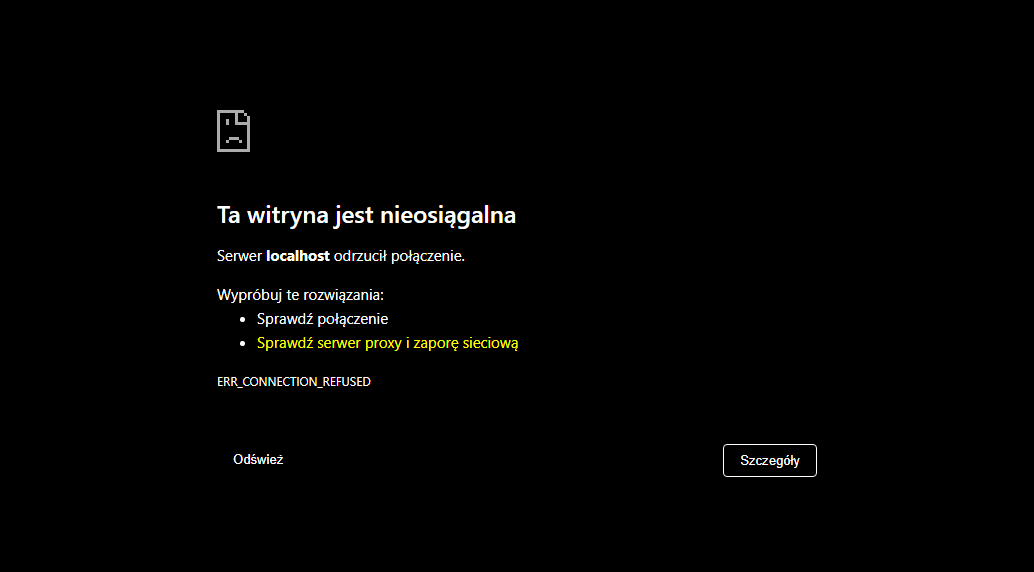 Ta witryna jest nieosiągalna
Serwer localhost odrzucił połączenie.
Wypróbuj te rozwiązania:
Sprawdź połączenie
Sprawdź serwer proxy i zaporę sieciową
ERR_CONNECTION_REFUSED
Odśwież
Szczegóły